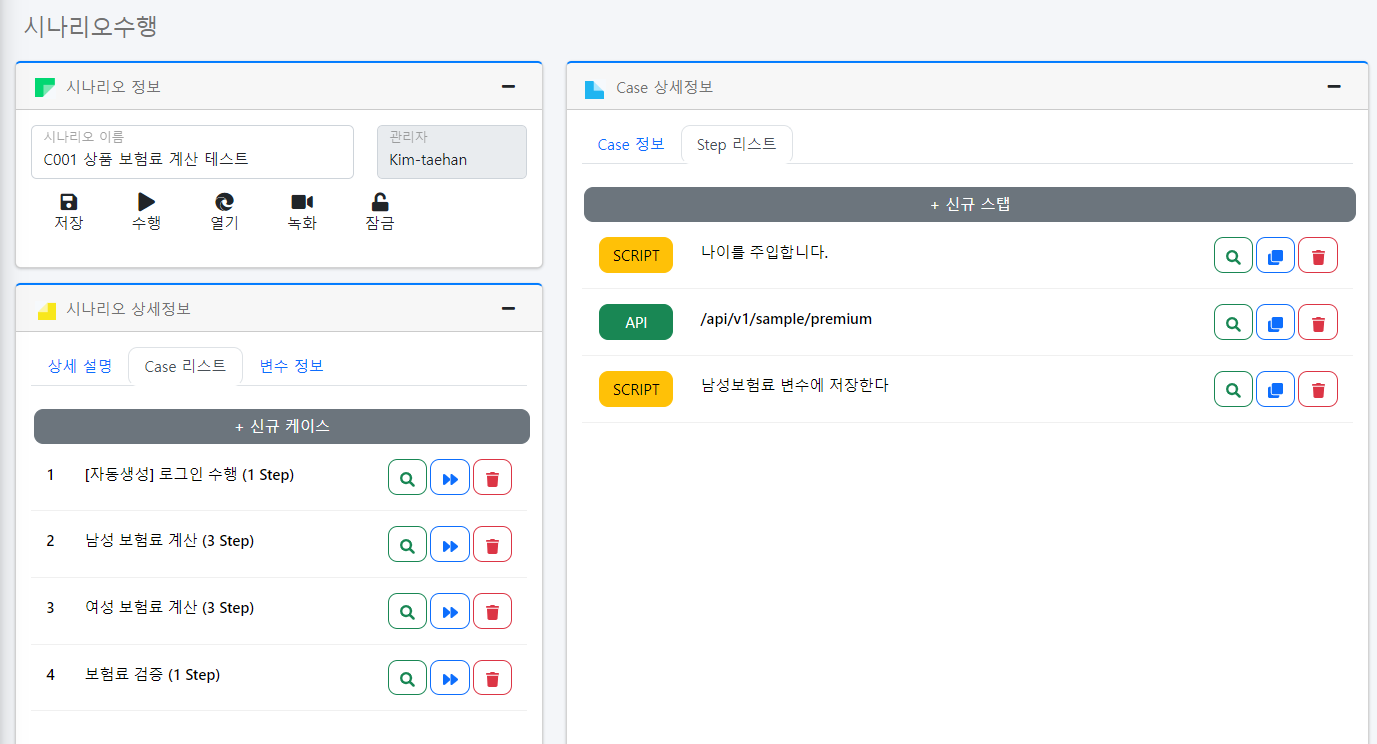 시나리오수행
시나리오 정보
시나리오 이름
C001 상품 보험료 계산 테스트
관리자
Kim-taehan
저장 수행 열기 녹화 잠금
시나리오 상세정보
상세 설명 Case 리스트 변수 정보
+ 신규 케이스
1 [자동생성] 로그인 수행 (1 Step)
2 남성 보험료 계산 (3 Step)
3 여성 보험료 계산 (3 Step)
4 보험료 검증 (1 Step)
Case 상세정보
Case 정보 Step 리스트
+ 신규 스탭
SCRIPT 나이를 주입합니다.
API /api/v1/sample/premium
SCRIPT 남성보험료 변수에 저장한다